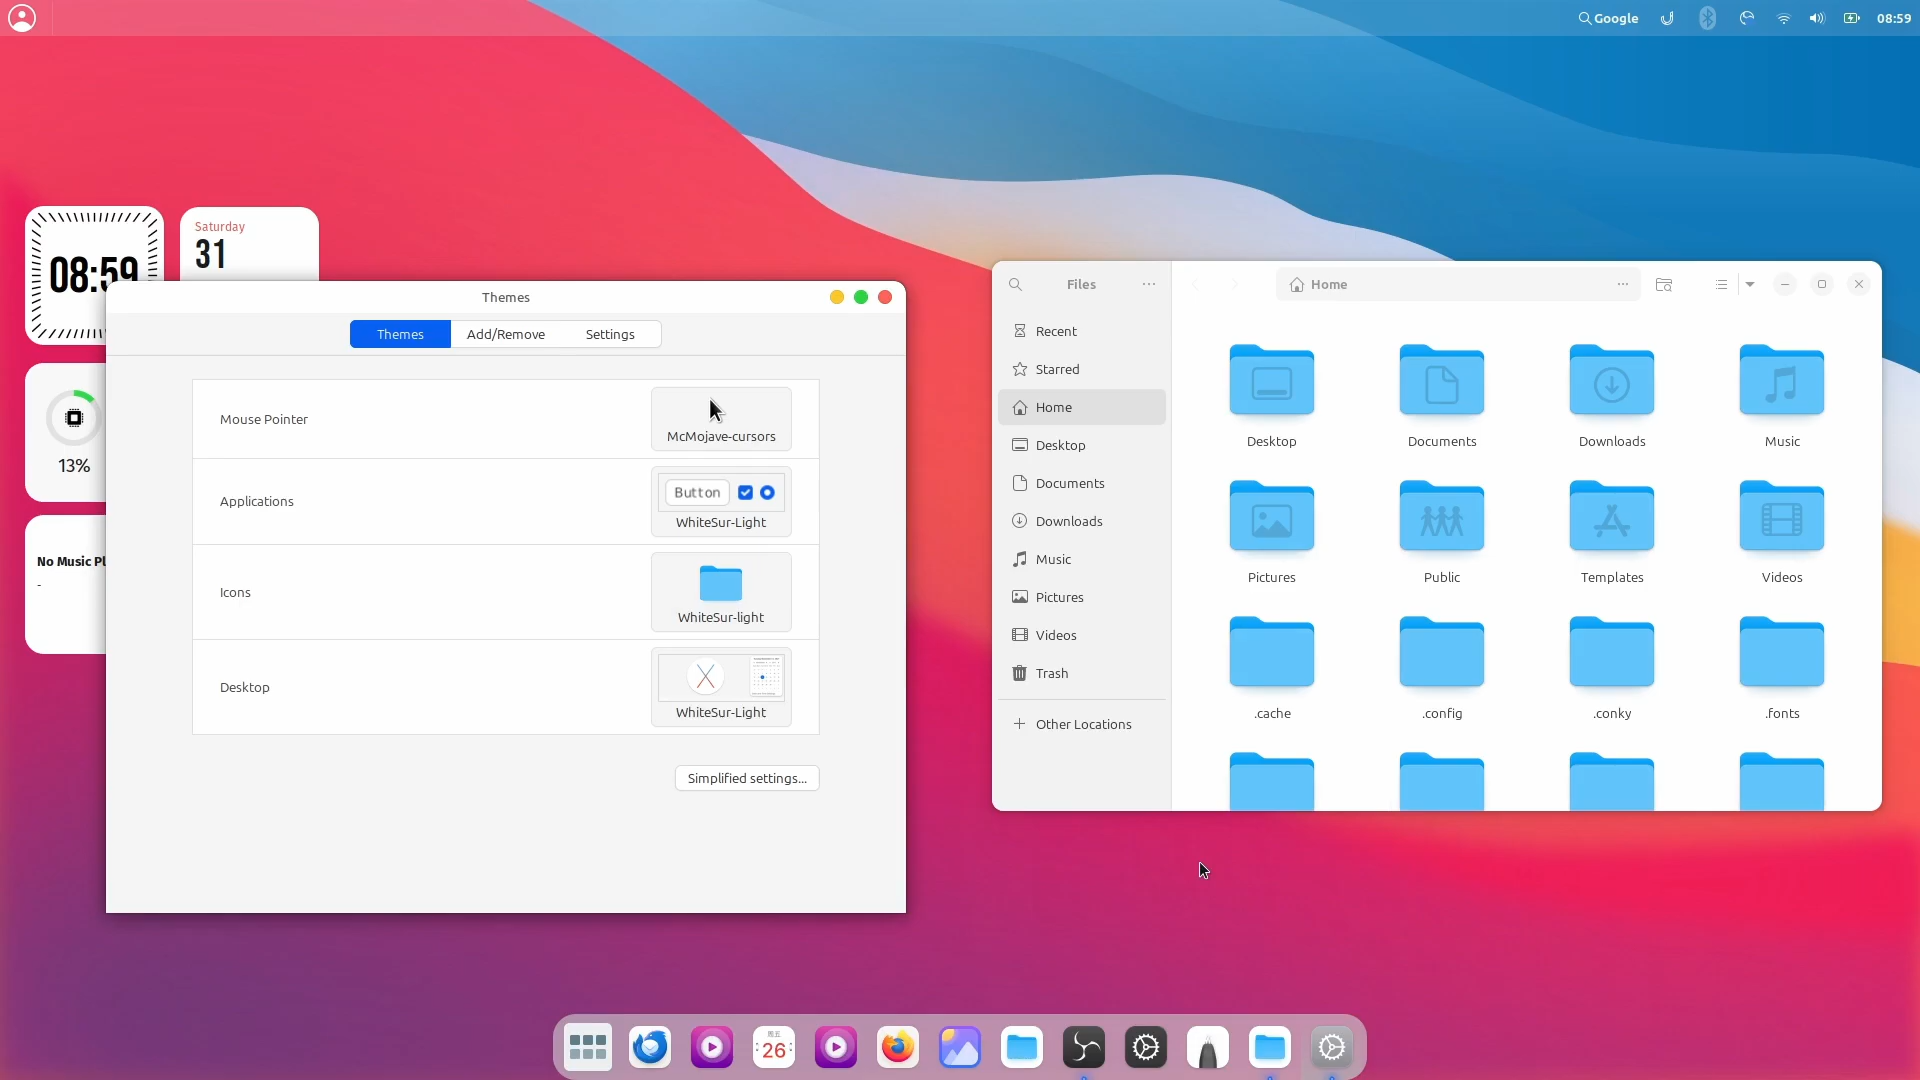 Google
08:59
08:59
Saturday
31
13%
No Music Pl
-
Themes
Themes
Add/Remove
Settings
Mouse Pointer
McMojave-cursors
Applications
Button
WhiteSur-Light
Icons
WhiteSur-light
Desktop
WhiteSur-Light
Simplified settings...
Files
Home
Recent
Starred
Home
Desktop
Documents
Downloads
Music
Pictures
Videos
Trash
Other Locations
Desktop
Documents
Downloads
Music
Pictures
Public
Templates
Videos
.cache
.config
.conky
.fonts
周五
26